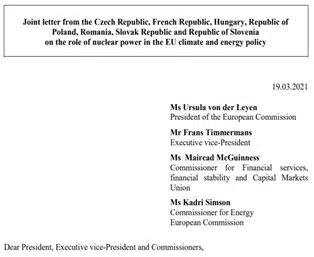 Joint letter from the Czech Republic, French Republic, Hungary, Republic of
Poland, Romania, Slovak Republic and Republic of Slovenia
on the role of nuclear power in the EU climate and energy policy
19.03.2021
Ms Ursula von der Leyen
President of the European Commission
Mr Frans Timmermans
Executive vice-President
Ms Mairead McGuinness
Commissioner for Financial services,
financial stability and Capital Markets
Union
Ms Kadri Simson
Commissioner for Energy
European Commission
Dear President, Executive vice-President and Commissioners,